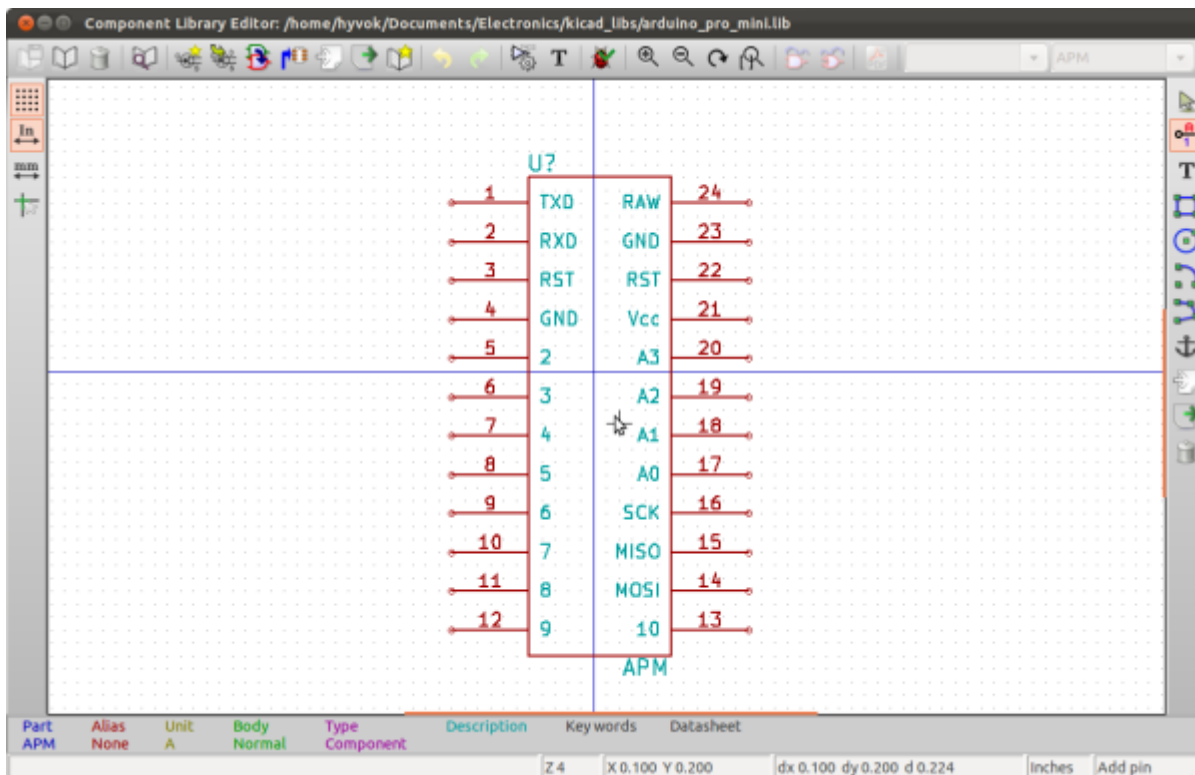 Component Library Editor: /home/hyvok/Documents/Electronics/kicad_libs/arduino_pro_mini.lib
T
APM
In
mm
T
U?
1 TXD RAW 24
2 RXD GND 23
3 RST RST 22
4 GND Vcc 21
5 2 A3 20
6 3 A2 19
7 4 A1 18
8 5 A0 17
9 6 SCK 16
10 7 MISO 15
11 8 MOSI 14
12 9 10 13
APM
Part Alias Unit Body Type Description Key words Datasheet
APM None A Normal Component
Z 4 X 0.100 Y 0.200 dx 0.100 dy 0.200 d 0.224 Inches Add pin